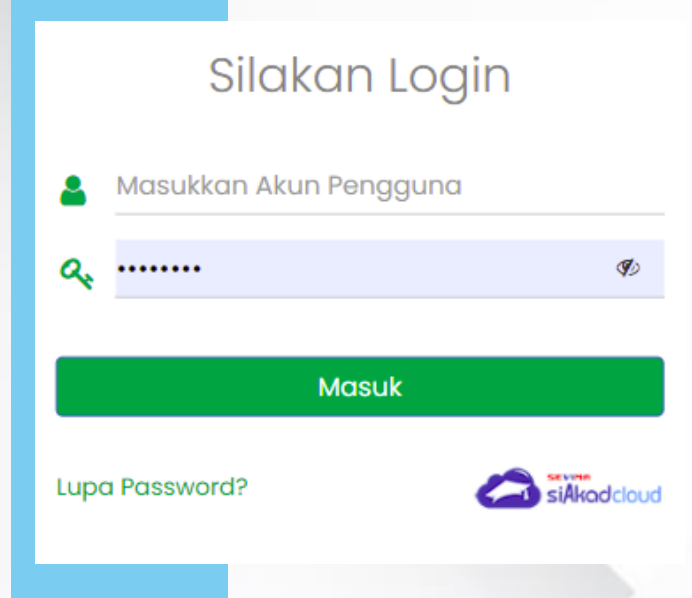 Silakan Login
Masukkan Akun Pengguna
••••••••
Masuk
Lupa Password?
SEVIMA
siAkadcloud